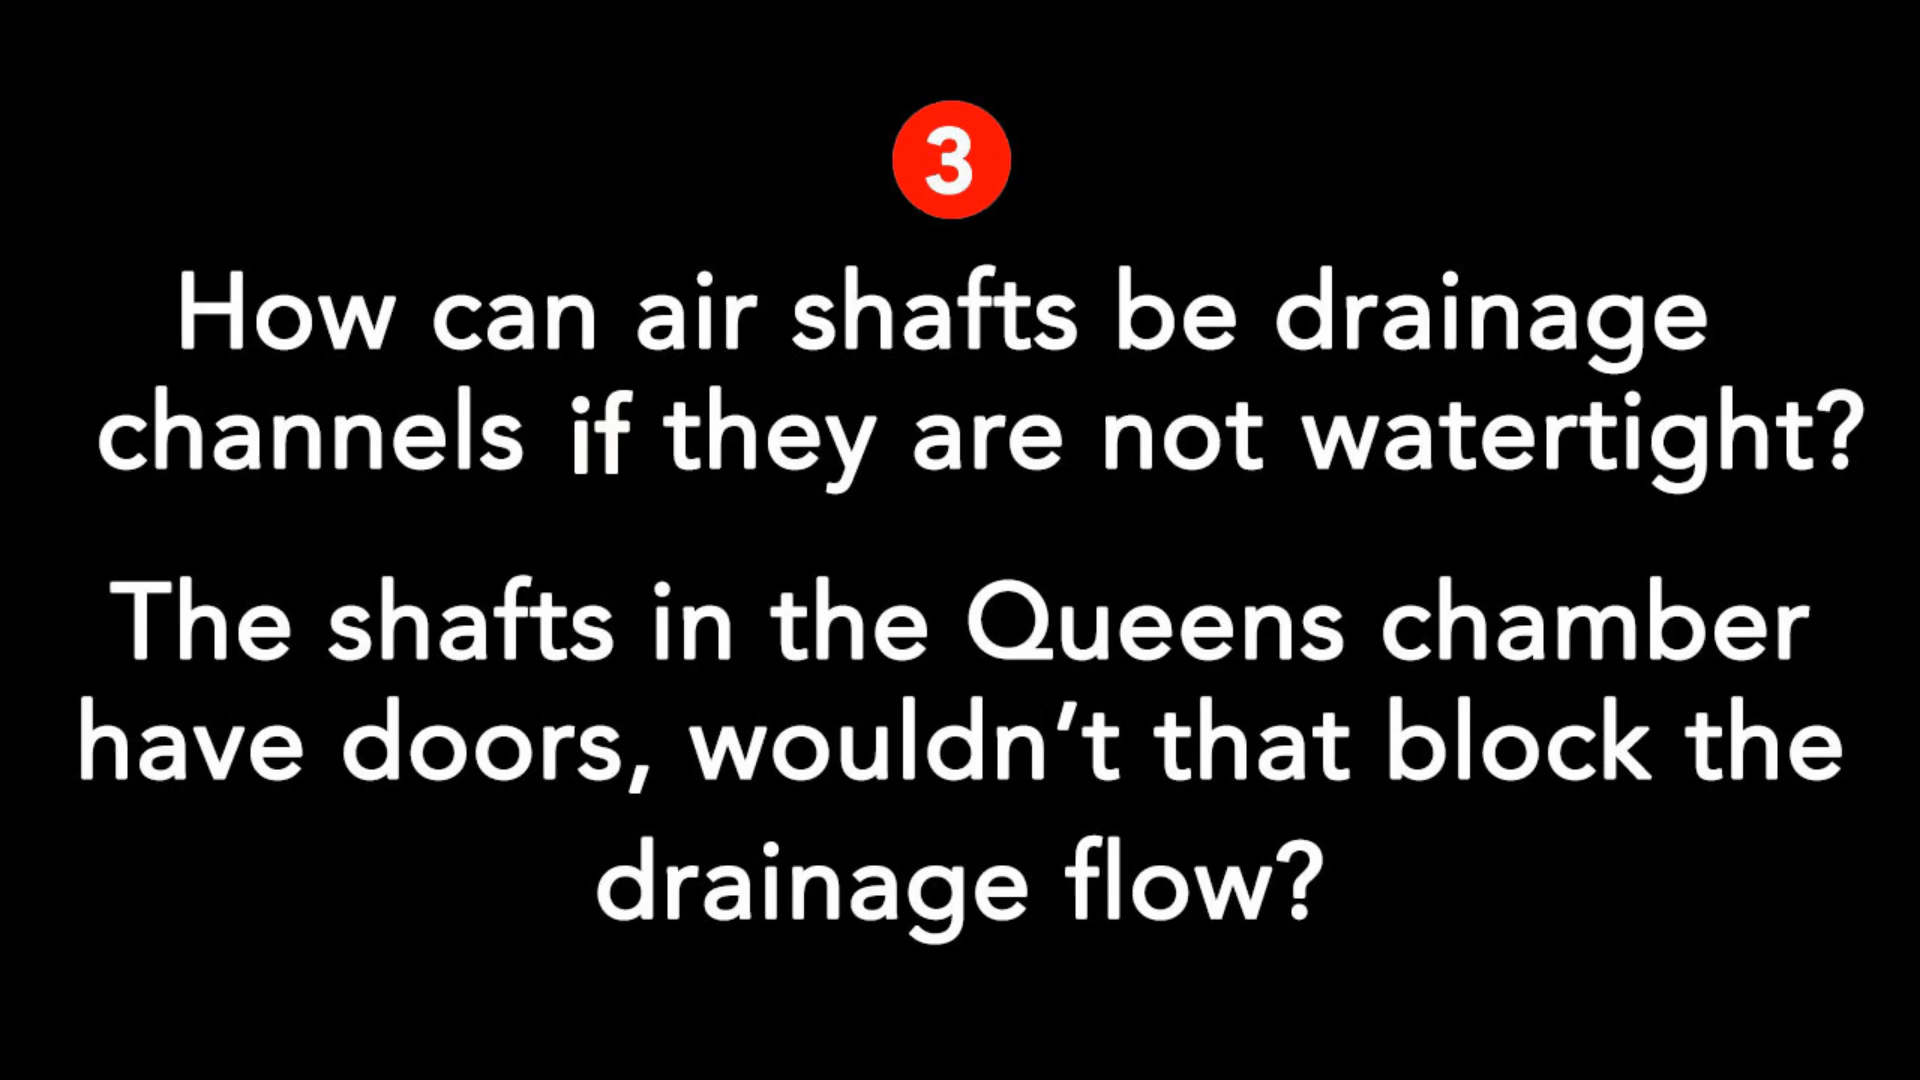 3
How can air shafts be drainage
channels if they are not watertight?
The shafts in the Queens chamber
have doors, wouldn't that block the
drainage flow?